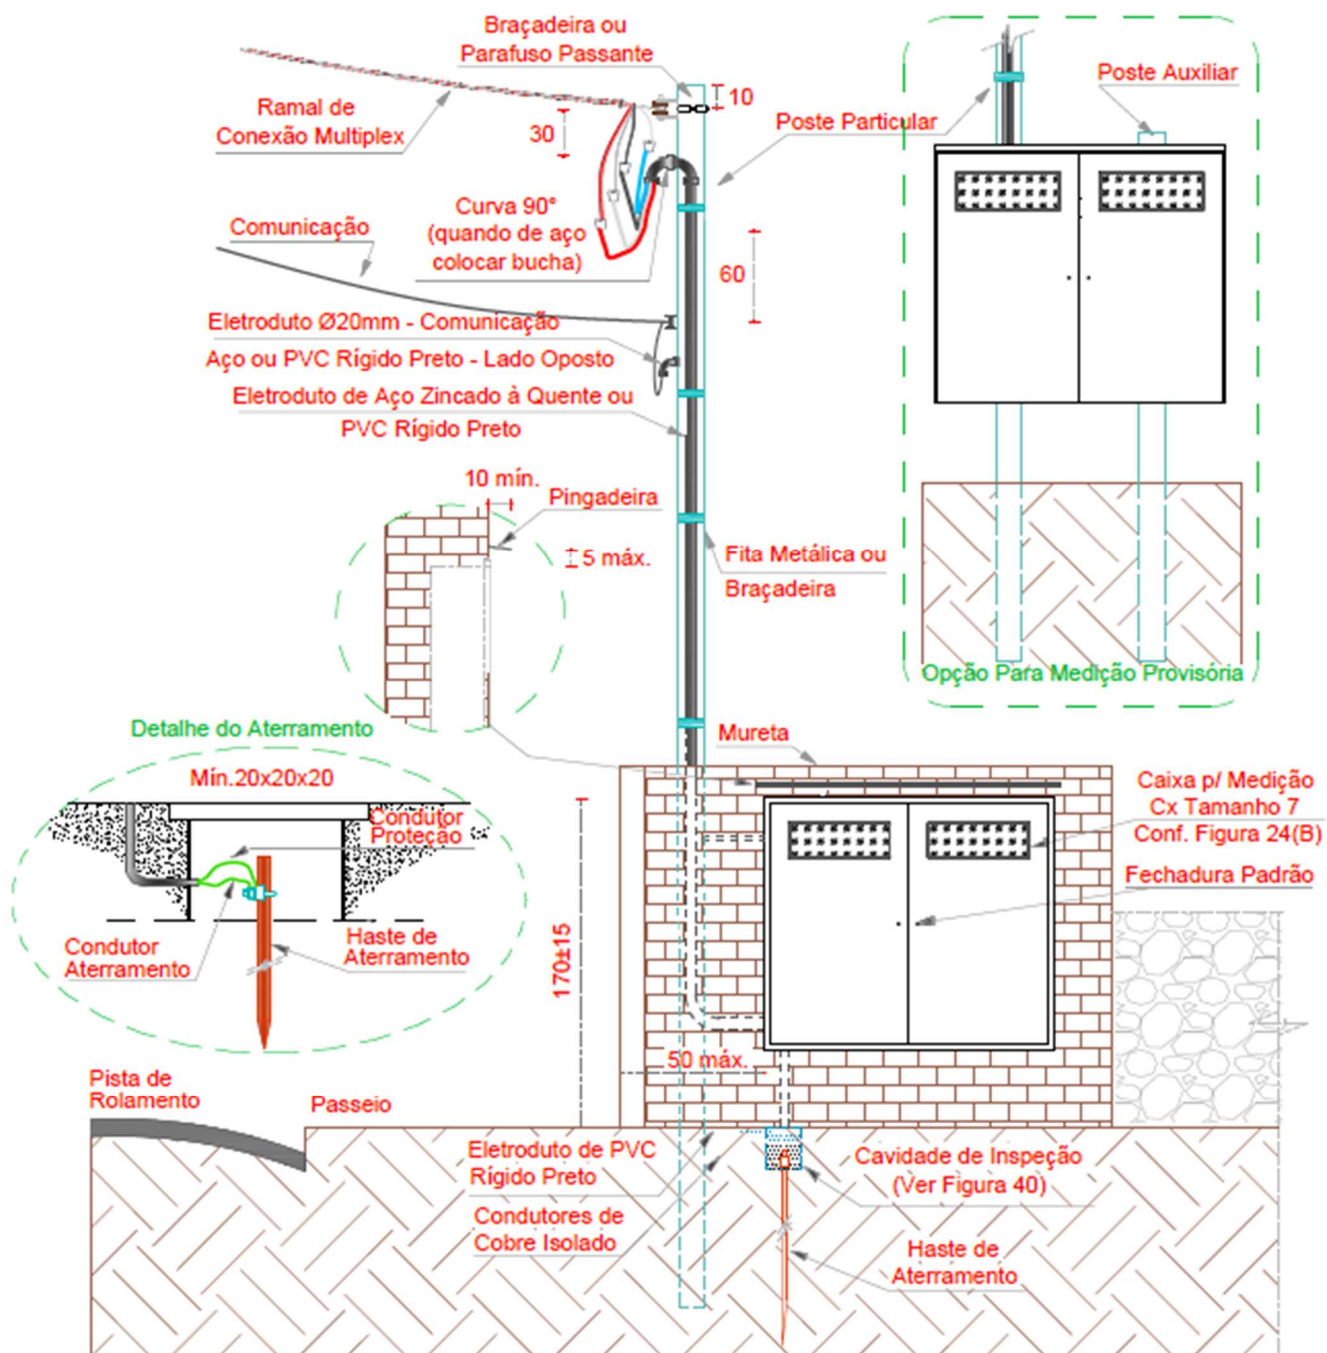 Braçadeira ou
Parafuso Passante
10
Ramal de
Conexão Multiplex
30
Poste Particular
Poste Auxiliar
Comunicação
Curva 90°
(quando de aço
colocar bucha)
60
Eletroduto Ø20mm - Comunicação
Aço ou PVC Rígido Preto - Lado Oposto
Eletroduto de Aço Zincado à Quente ou
PVC Rígido Preto
10 mín.
Pingadeira
5 máx.
Fita Metálica ou
Braçadeira
Opção Para Medição Provisória
Detalhe do Aterramento
Mín.20x20x20
Condutor
Proteção
Condutor
Aterramento
Haste de
Aterramento
Mureta
Caixa p/ Medição
Cx Tamanho 7
Conf. Figura 24(B)
Fechadura Padrão
170±15
50 máx.
Pista de
Rolamento
Passeio
Eletroduto de PVC
Rígido Preto
Condutores de
Cobre Isolado
Cavidade de Inspeção
(Ver Figura 40)
Haste de
Aterramento